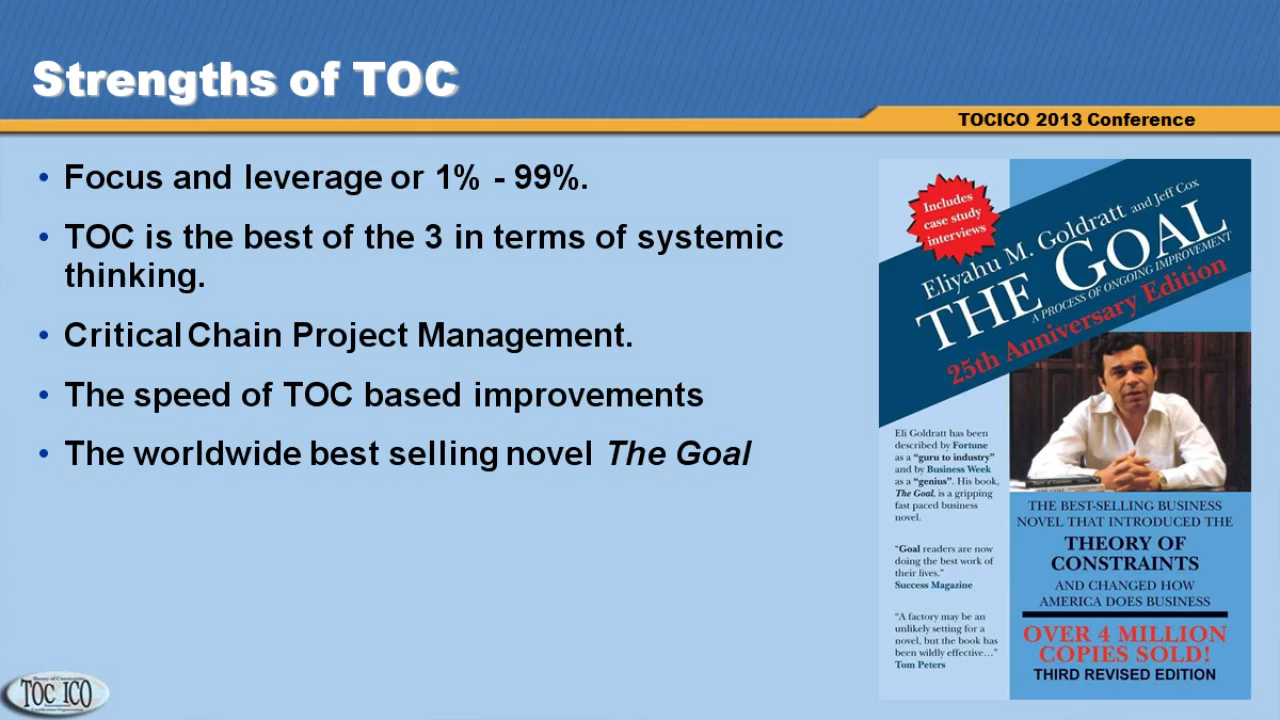 Strengths of TOC
TOCICO 2013 Conference
• Focus and leverage or 1% - 99%.
• TOC is the best of the 3 in terms of systemic
thinking.
• Critical Chain Project Management.
• The speed of TOC based improvements
• The worldwide best selling novel The Goal
Includes
case study
interviews
Eliyahu M. Goldratt and Jeff Cox
THE GOAL
A PROCESS OF ONGOING IMPROVEMENT
25th Anniversary Edition
Eli Goldratt has been
described by Fortune
as a “guru to industry”
and by Business Week
as a “genius”. His book,
The Goal, is a gripping
fast paced business
novel.
“Goal readers are now
doing the best work of
their lives.”
Success Magazine
“A factory may be an
unlikely setting for a
novel, but the book has
been wildly effective…”
Tom Peters
THE BEST-SELLING BUSINESS
NOVEL THAT INTRODUCED THE
THEORY OF
CONSTRAINTS
AND CHANGED HOW
AMERICA DOES BUSINESS
OVER 4 MILLION
COPIES SOLD!
THIRD REVISED EDITION
TOC ICO